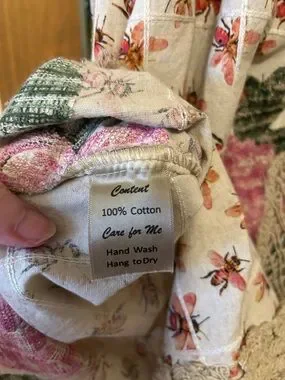 Content
100% Cotton
Care for Me
Hand Wash
Hang to Dry